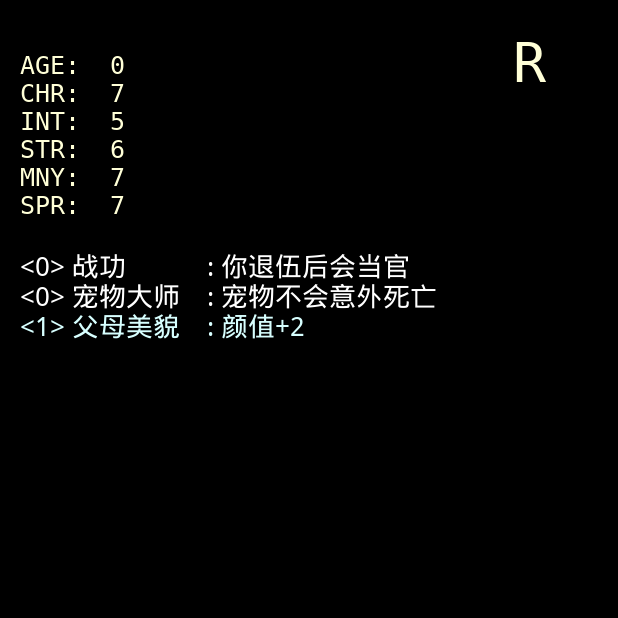 R
AGE: 0
CHR: 7
INT: 5
STR: 6
MNY: 7
SPR: 7
<0> 战功 : 你退伍后会当官
<0> 宠物大师 : 宠物不会意外死亡
<1> 父母美貌 : 颜值+2